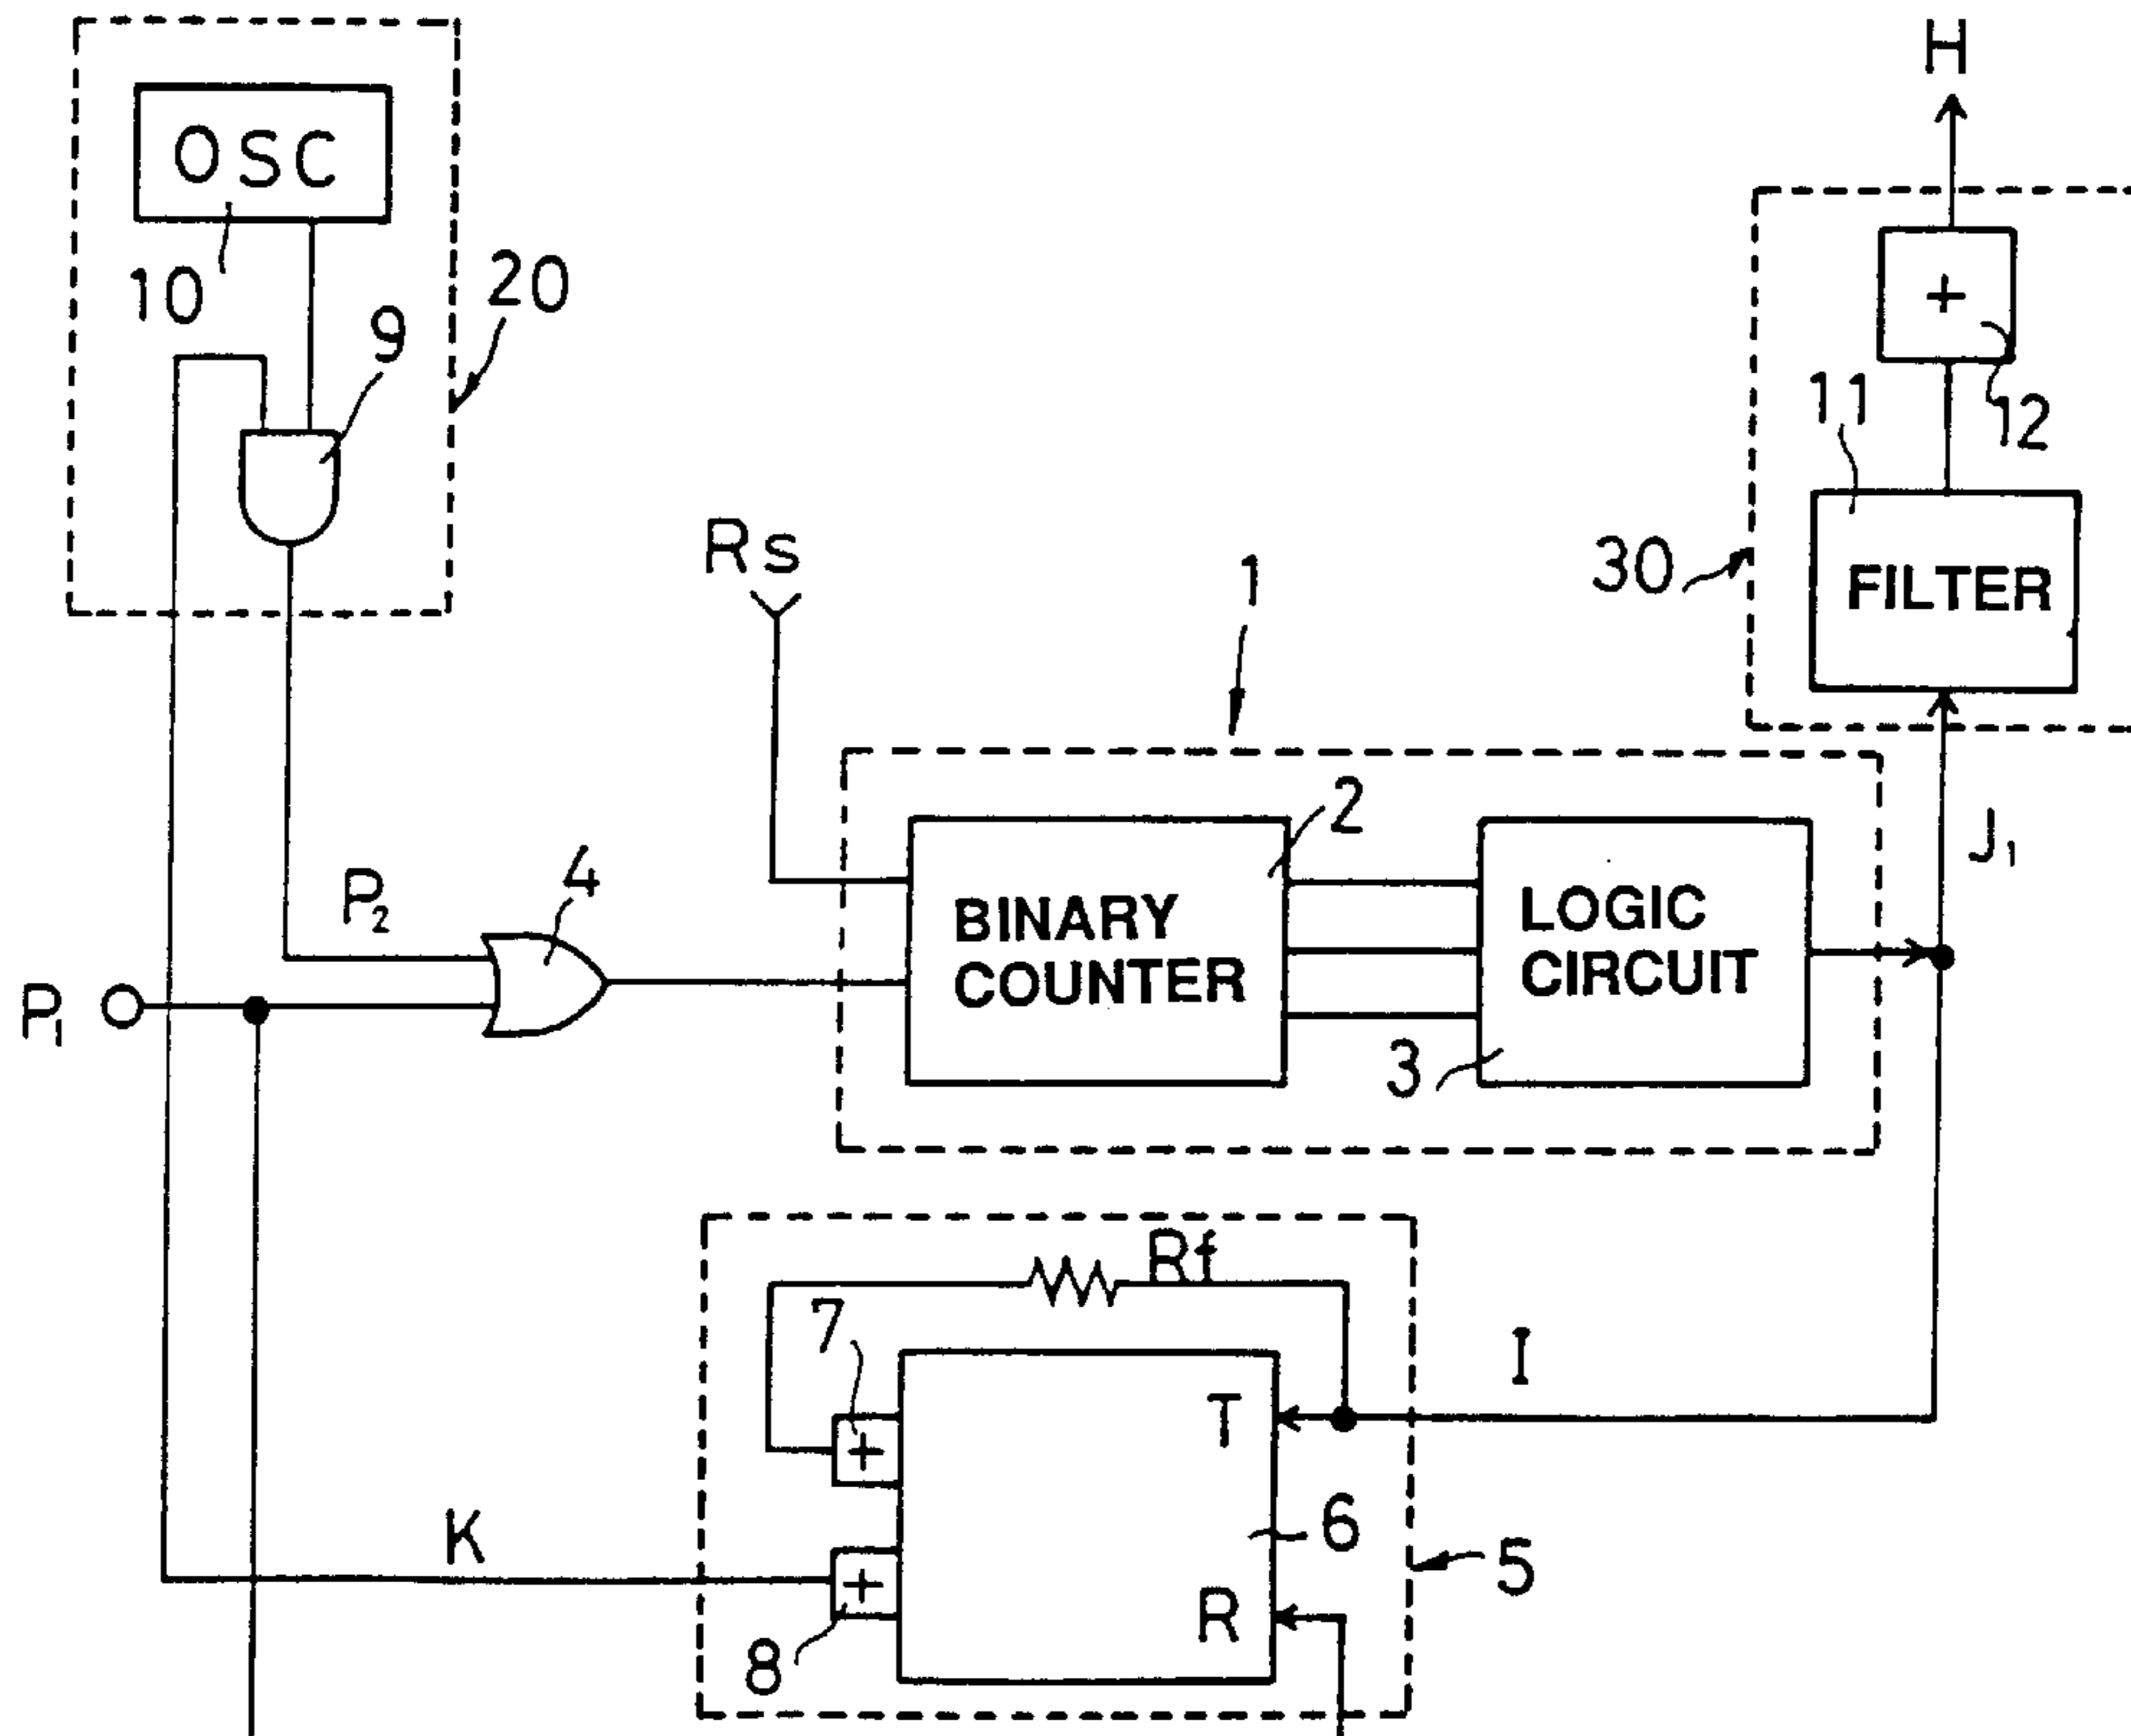 H
OSC
10
20
9
+
12
11
FILTER
30
Rs
1
J1
2
BINARY
COUNTER
LOGIC
CIRCUIT
3
4
P2
P1
Rf
7
T
I
+
6
K
5
+
R
8